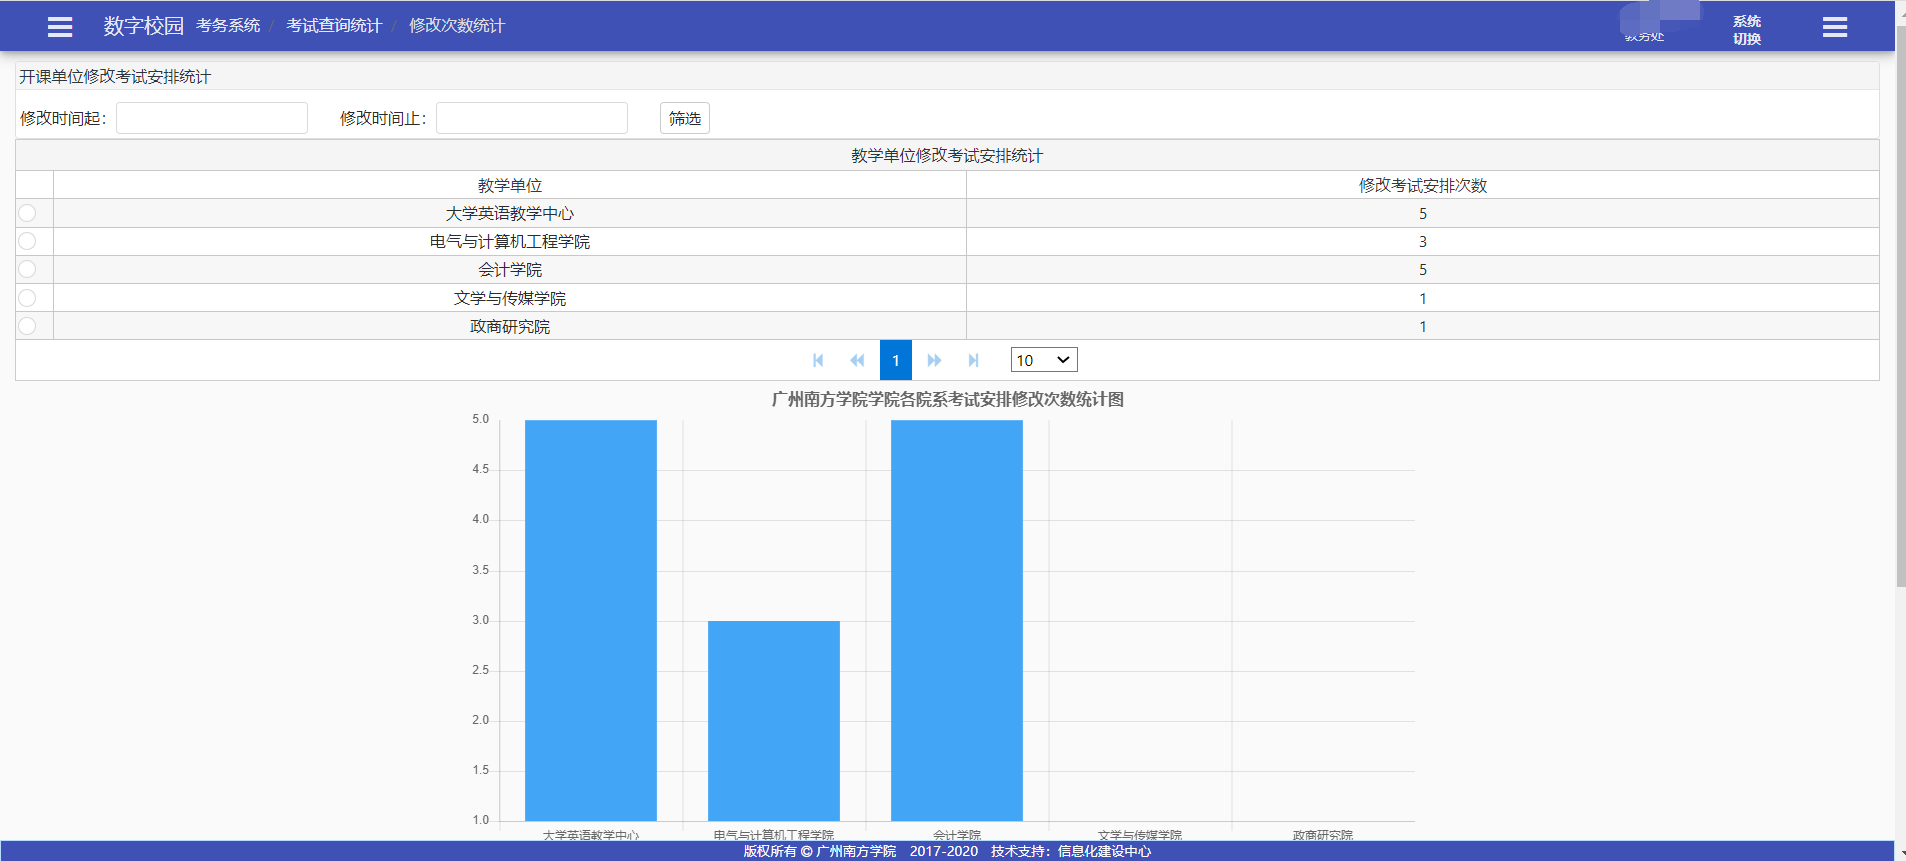 数字校园 考务系统 / 考试查询统计 / 修改次数统计
教务处
系统
切换
开课单位修改考试安排统计
修改时间起： 修改时间止： 筛选
教学单位修改考试安排统计
教学单位 修改考试安排次数
大学英语教学中心 5
电气与计算机工程学院 3
会计学院 5
文学与传媒学院 1
政商研究院 1
1 10
广州南方学院学院各院系考试安排修改次数统计图
5.0
4.5
4.0
3.5
3.0
2.5
2.0
1.5
1.0
大学英语教学中心 电气与计算机工程学院 会计学院 文学与传媒学院 政商研究院
版权所有 © 广州南方学院 2017-2020 技术支持：信息化建设中心